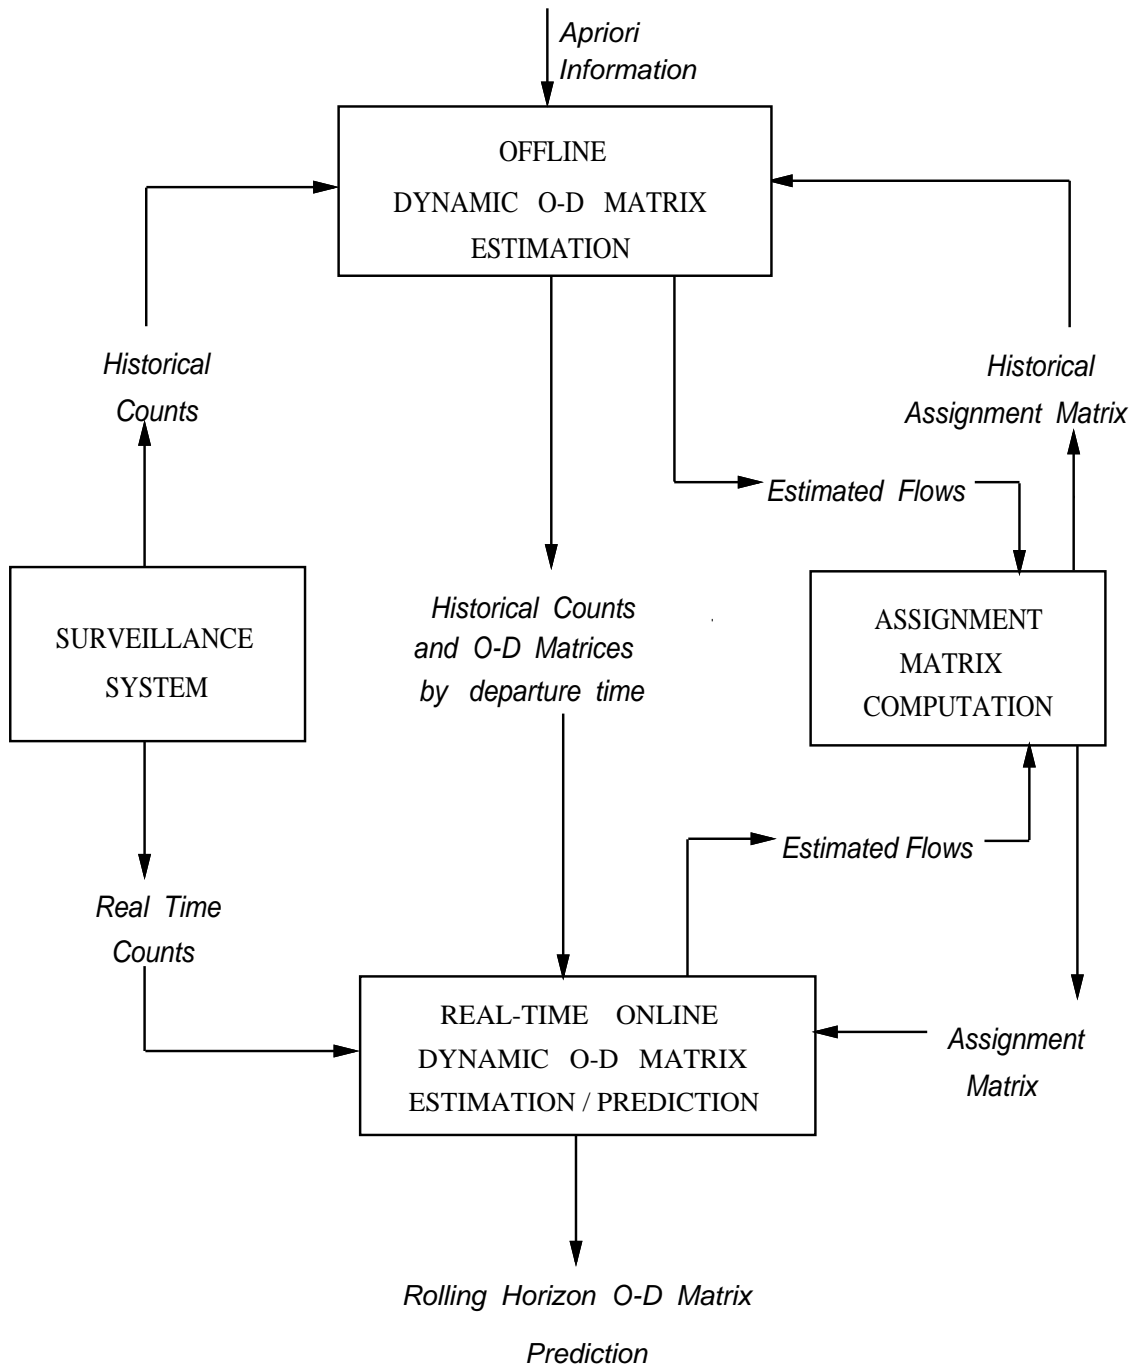 Apriori
Information
OFFLINE
DYNAMIC O-D MATRIX
ESTIMATION
Historical
Counts
Historical
Assignment Matrix
Estimated Flows
SURVEILLANCE
SYSTEM
Historical Counts
and O-D Matrices
by departure time
ASSIGNMENT
MATRIX
COMPUTATION
Estimated Flows
Real Time
Counts
REAL-TIME ONLINE
DYNAMIC O-D MATRIX
ESTIMATION / PREDICTION
Assignment
Matrix
Rolling Horizon O-D Matrix
Prediction